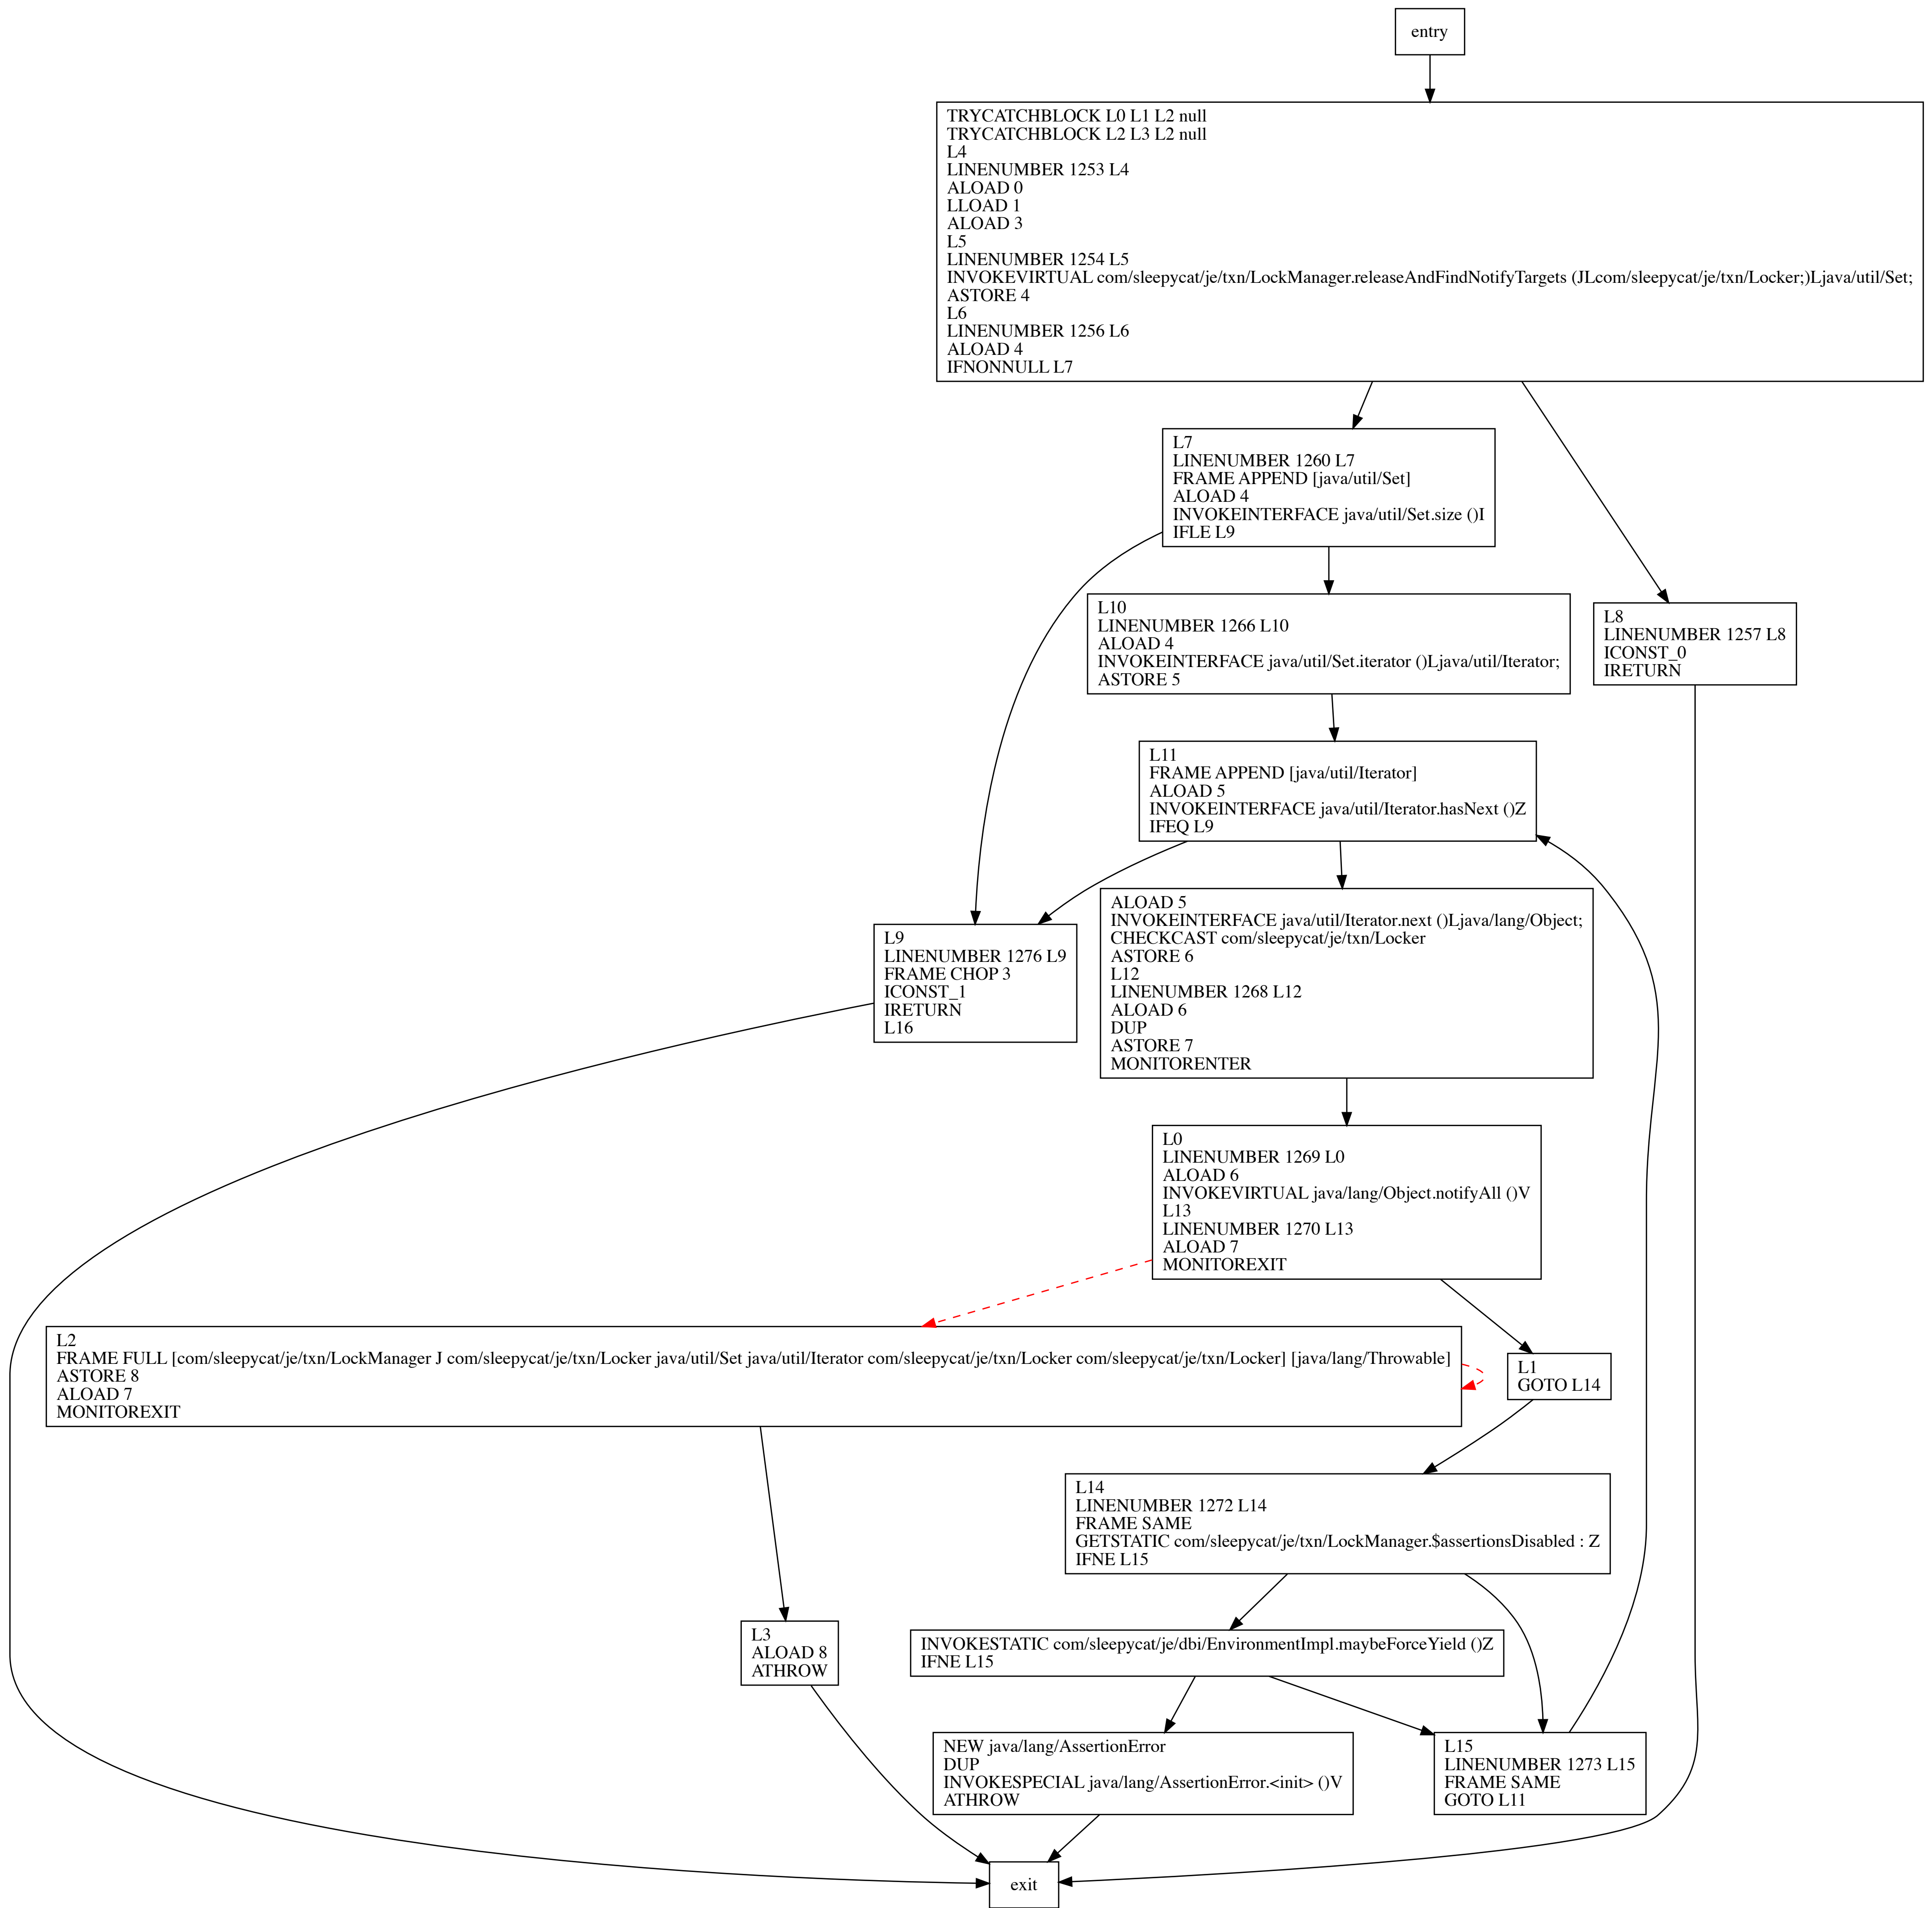 entry
TRYCATCHBLOCK L0 L1 L2 null
TRYCATCHBLOCK L2 L3 L2 null
L4
LINENUMBER 1253 L4
ALOAD 0
LLOAD 1
ALOAD 3
L5
LINENUMBER 1254 L5
INVOKEVIRTUAL com/sleepycat/je/txn/LockManager.releaseAndFindNotifyTargets (JLcom/sleepycat/je/txn/Locker;)Ljava/util/Set;
ASTORE 4
L6
LINENUMBER 1256 L6
ALOAD 4
IFNONNULL L7
L7
LINENUMBER 1260 L7
FRAME APPEND [java/util/Set]
ALOAD 4
INVOKEINTERFACE java/util/Set.size ()I
IFLE L9
L10
LINENUMBER 1266 L10
ALOAD 4
INVOKEINTERFACE java/util/Set.iterator ()Ljava/util/Iterator;
ASTORE 5
L8
LINENUMBER 1257 L8
ICONST_0
IRETURN
L11
FRAME APPEND [java/util/Iterator]
ALOAD 5
INVOKEINTERFACE java/util/Iterator.hasNext ()Z
IFEQ L9
L9
LINENUMBER 1276 L9
FRAME CHOP 3
ICONST_1
IRETURN
L16
ALOAD 5
INVOKEINTERFACE java/util/Iterator.next ()Ljava/lang/Object;
CHECKCAST com/sleepycat/je/txn/Locker
ASTORE 6
L12
LINENUMBER 1268 L12
ALOAD 6
DUP
ASTORE 7
MONITORENTER
L0
LINENUMBER 1269 L0
ALOAD 6
INVOKEVIRTUAL java/lang/Object.notifyAll ()V
L13
LINENUMBER 1270 L13
ALOAD 7
MONITOREXIT
L2
FRAME FULL [com/sleepycat/je/txn/LockManager J com/sleepycat/je/txn/Locker java/util/Set java/util/Iterator com/sleepycat/je/txn/Locker com/sleepycat/je/txn/Locker] [java/lang/Throwable]
ASTORE 8
ALOAD 7
MONITOREXIT
L1
GOTO L14
L14
LINENUMBER 1272 L14
FRAME SAME
GETSTATIC com/sleepycat/je/txn/LockManager.$assertionsDisabled : Z
IFNE L15
L3
ALOAD 8
ATHROW
INVOKESTATIC com/sleepycat/je/dbi/EnvironmentImpl.maybeForceYield ()Z
IFNE L15
NEW java/lang/AssertionError
DUP
INVOKESPECIAL java/lang/AssertionError.<init> ()V
ATHROW
L15
LINENUMBER 1273 L15
FRAME SAME
GOTO L11
exit